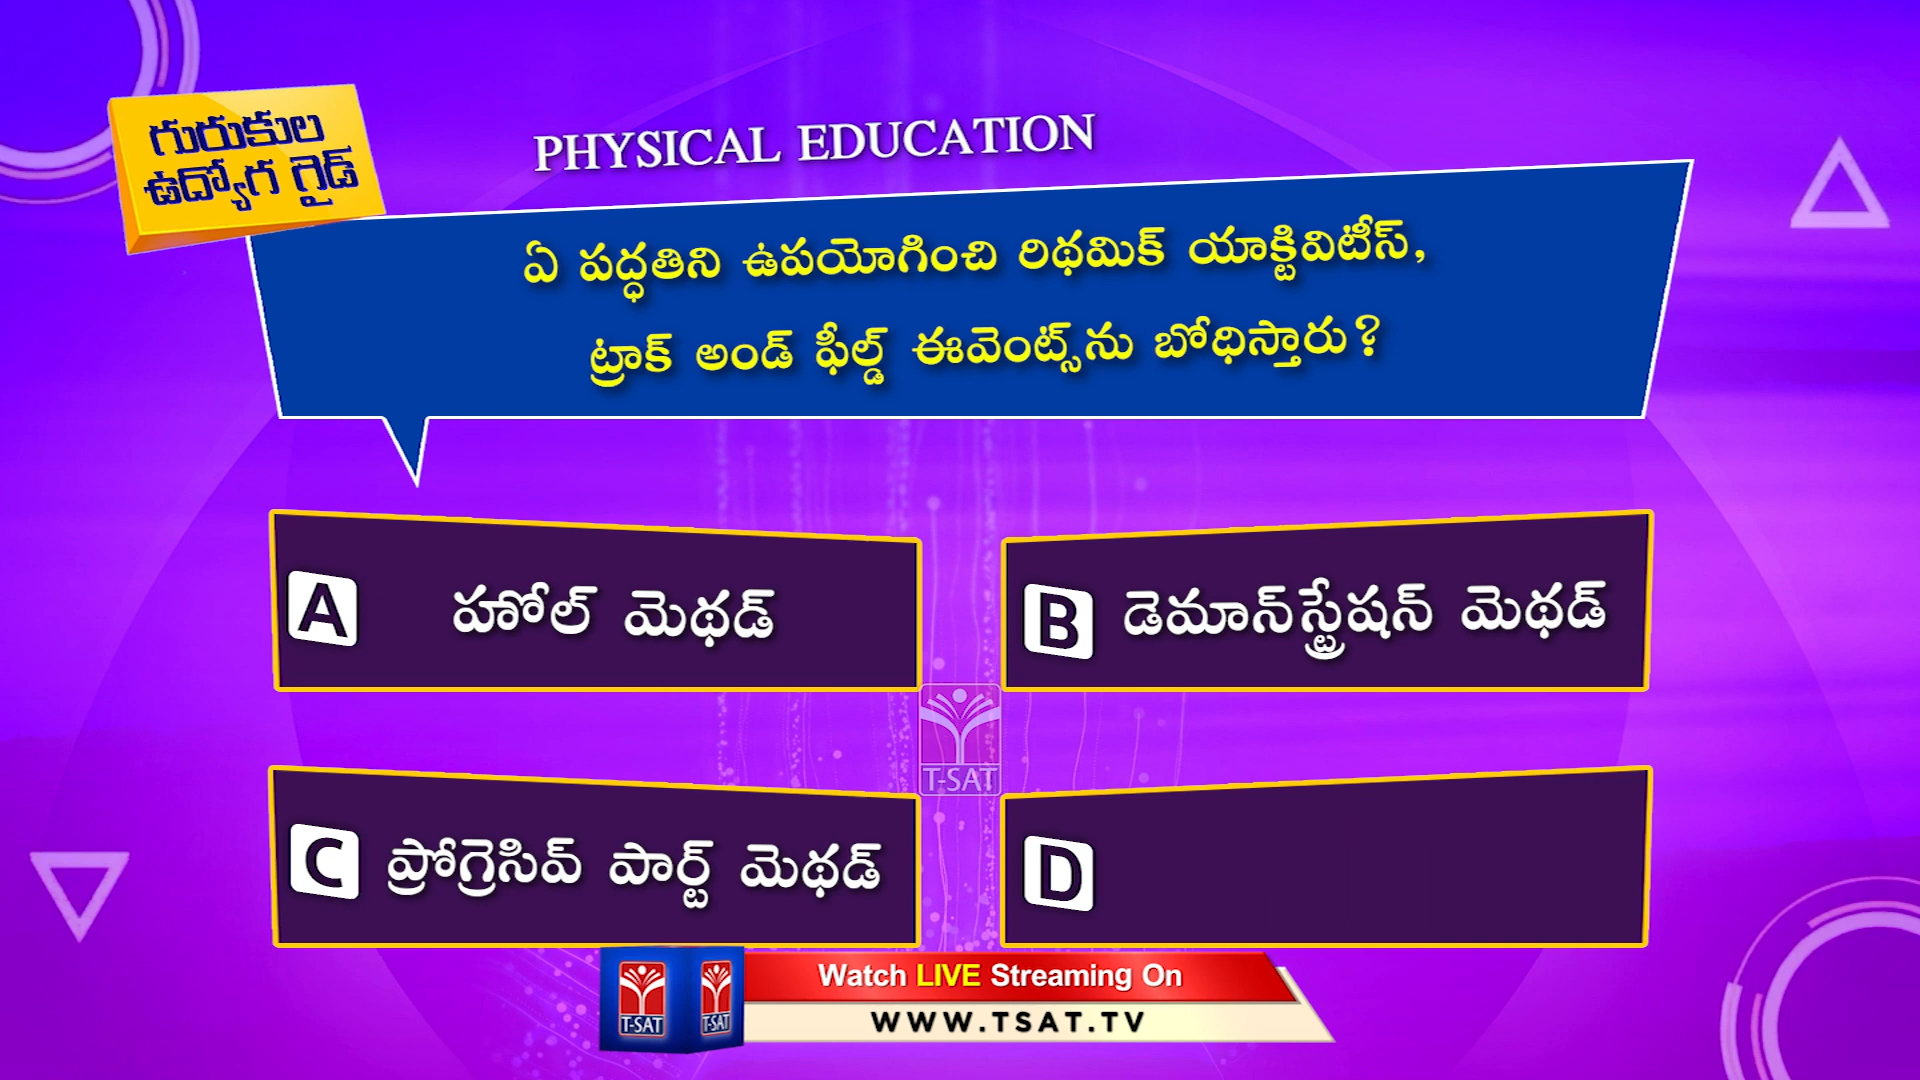 గురుకుల
ఉద్యోగ గైడ్
PHYSICAL EDUCATION
ఏ పద్ధతిని ఉపయోగించి రిథమిక్ యాక్టివిటీస్,
ట్రాక్ అండ్ ఫీల్డ్ ఈవెంట్స్‌ను బోధిస్తారు?
A హోల్ మెథడ్
B డెమాన్‌స్ట్రేషన్ మెథడ్
C ప్రోగ్రెసివ్ పార్ట్ మెథడ్
D
T-SAT
T-SAT T-SAT
Watch LIVE Streaming On
WWW.TSAT.TV